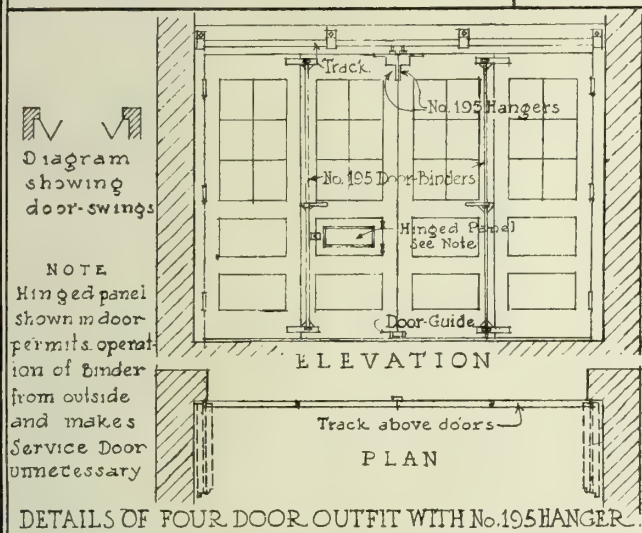 Diagram
showing
door-swings
NOTE
Hinged panel
shown in door
permits operat-
ion of Binder
from outside
and makes
Service Door
unnecessary
Track.
No. 195 Hangers
No. 195 Door-Binders
Hinged Panel
See Note
Door-Guide
ELEVATION
Track above doors
PLAN
DETAILS OF FOUR DOOR OUTFIT WITH No. 195 HANGER.